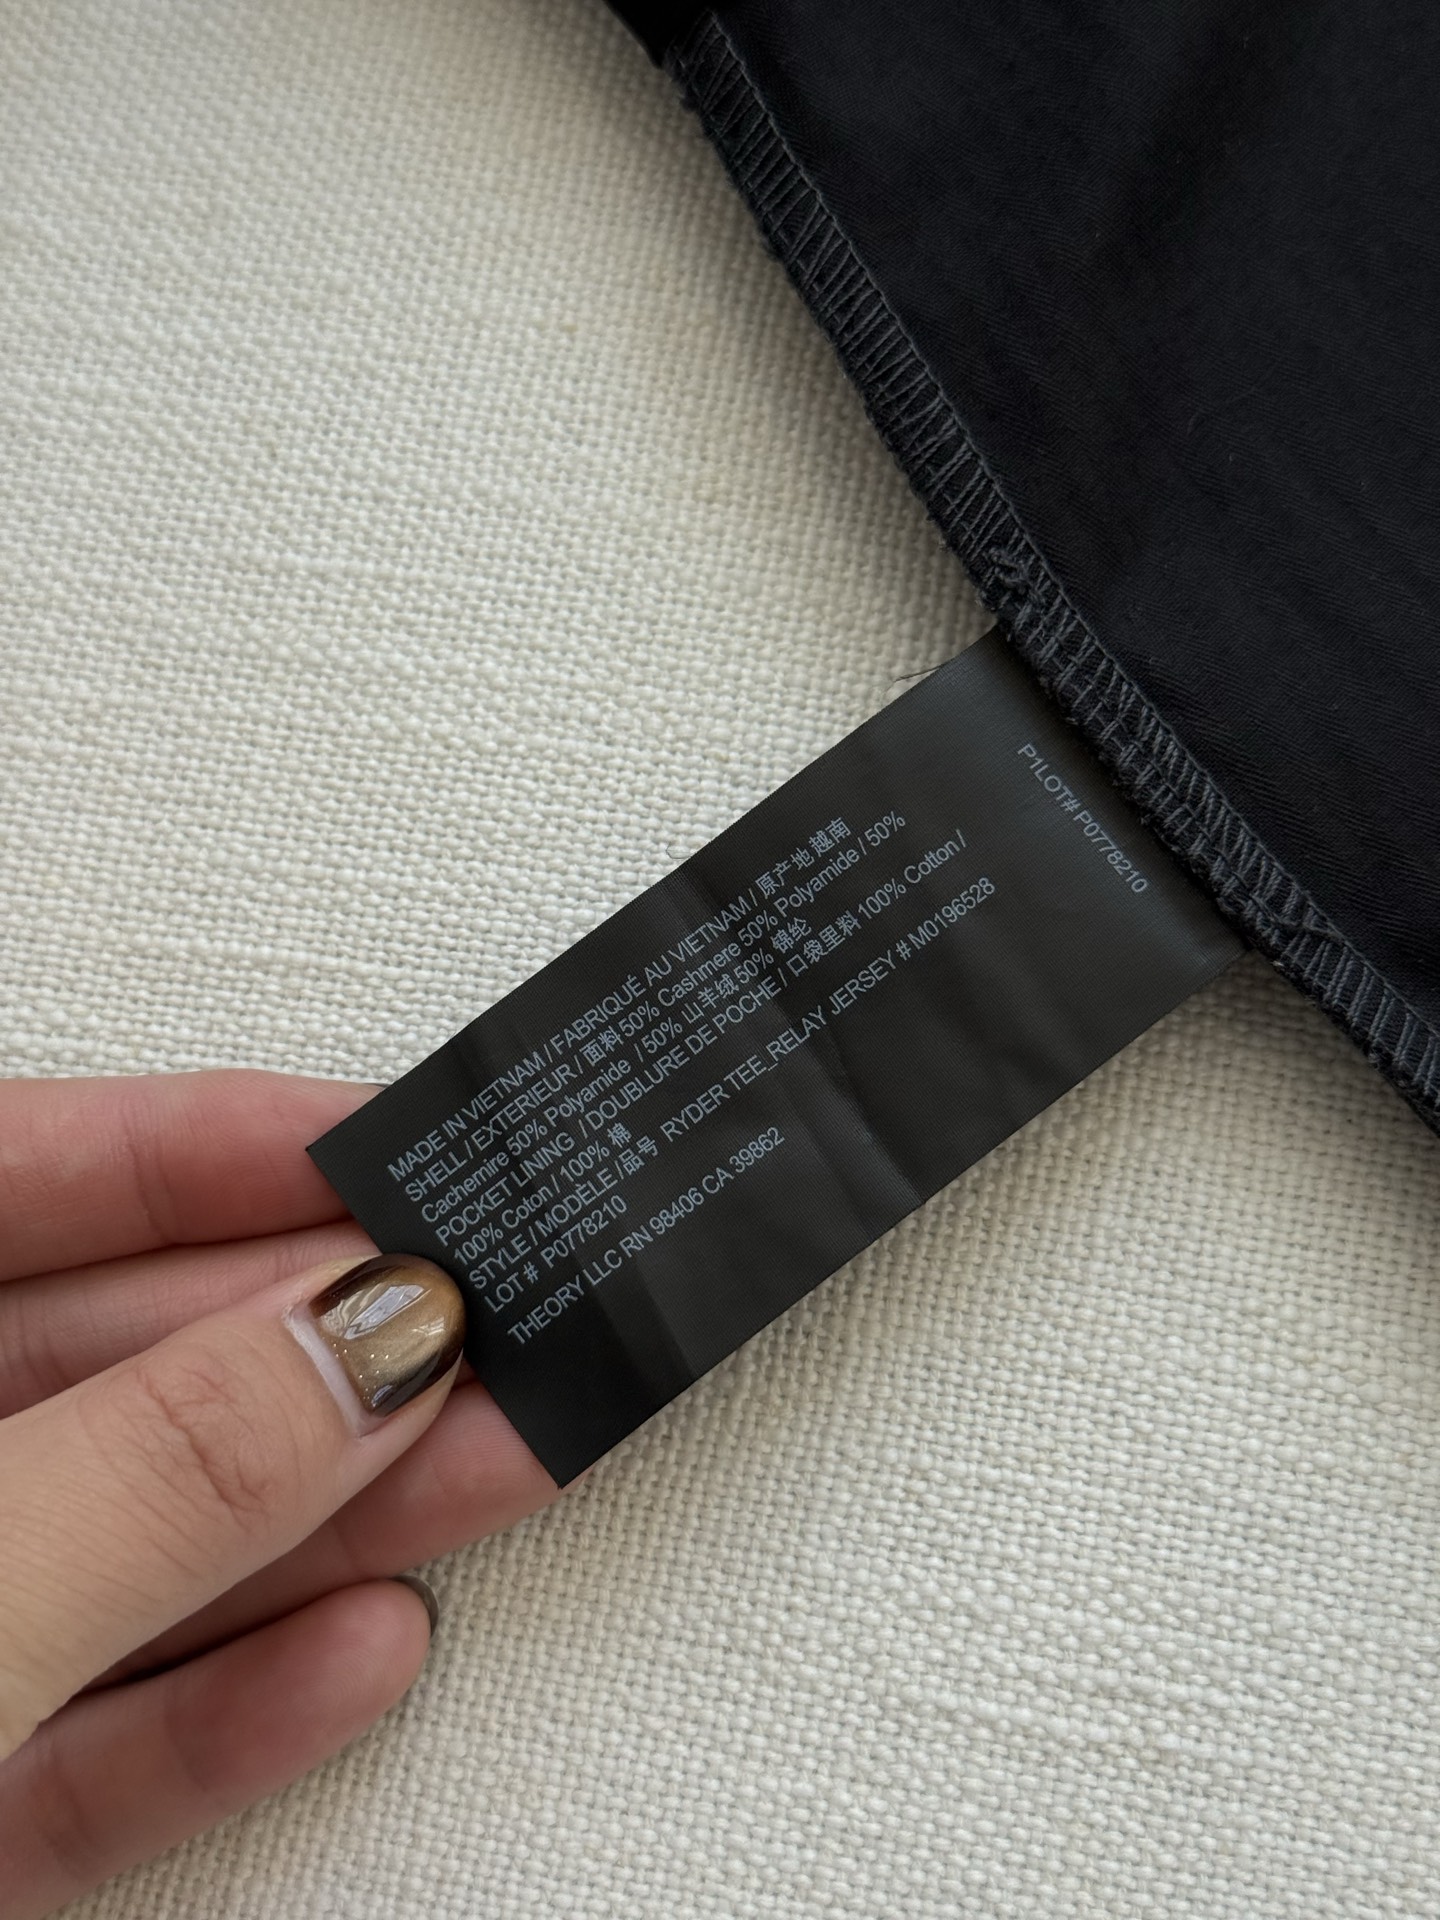 P1LOT# P0778210
MADE IN VIETNAM / FABRIQUÉ AU VIETNAM / 原产地 越南
SHELL / EXTERIEUR / 面料 50% Cashmere 50% Polyamide / 50%
Cachemire 50% Polyamide / 50% 山羊绒 50% 锦纶
POCKET LINING / DOUBLURE DE POCHE / 口袋里料 100% Cotton /
100% Coton / 100% 棉
STYLE / MODÈLE / 品号 RYDER TEE_RELAY JERSEY # M0196528
LOT # P0778210
THEORY LLC RN 98406 CA 39862